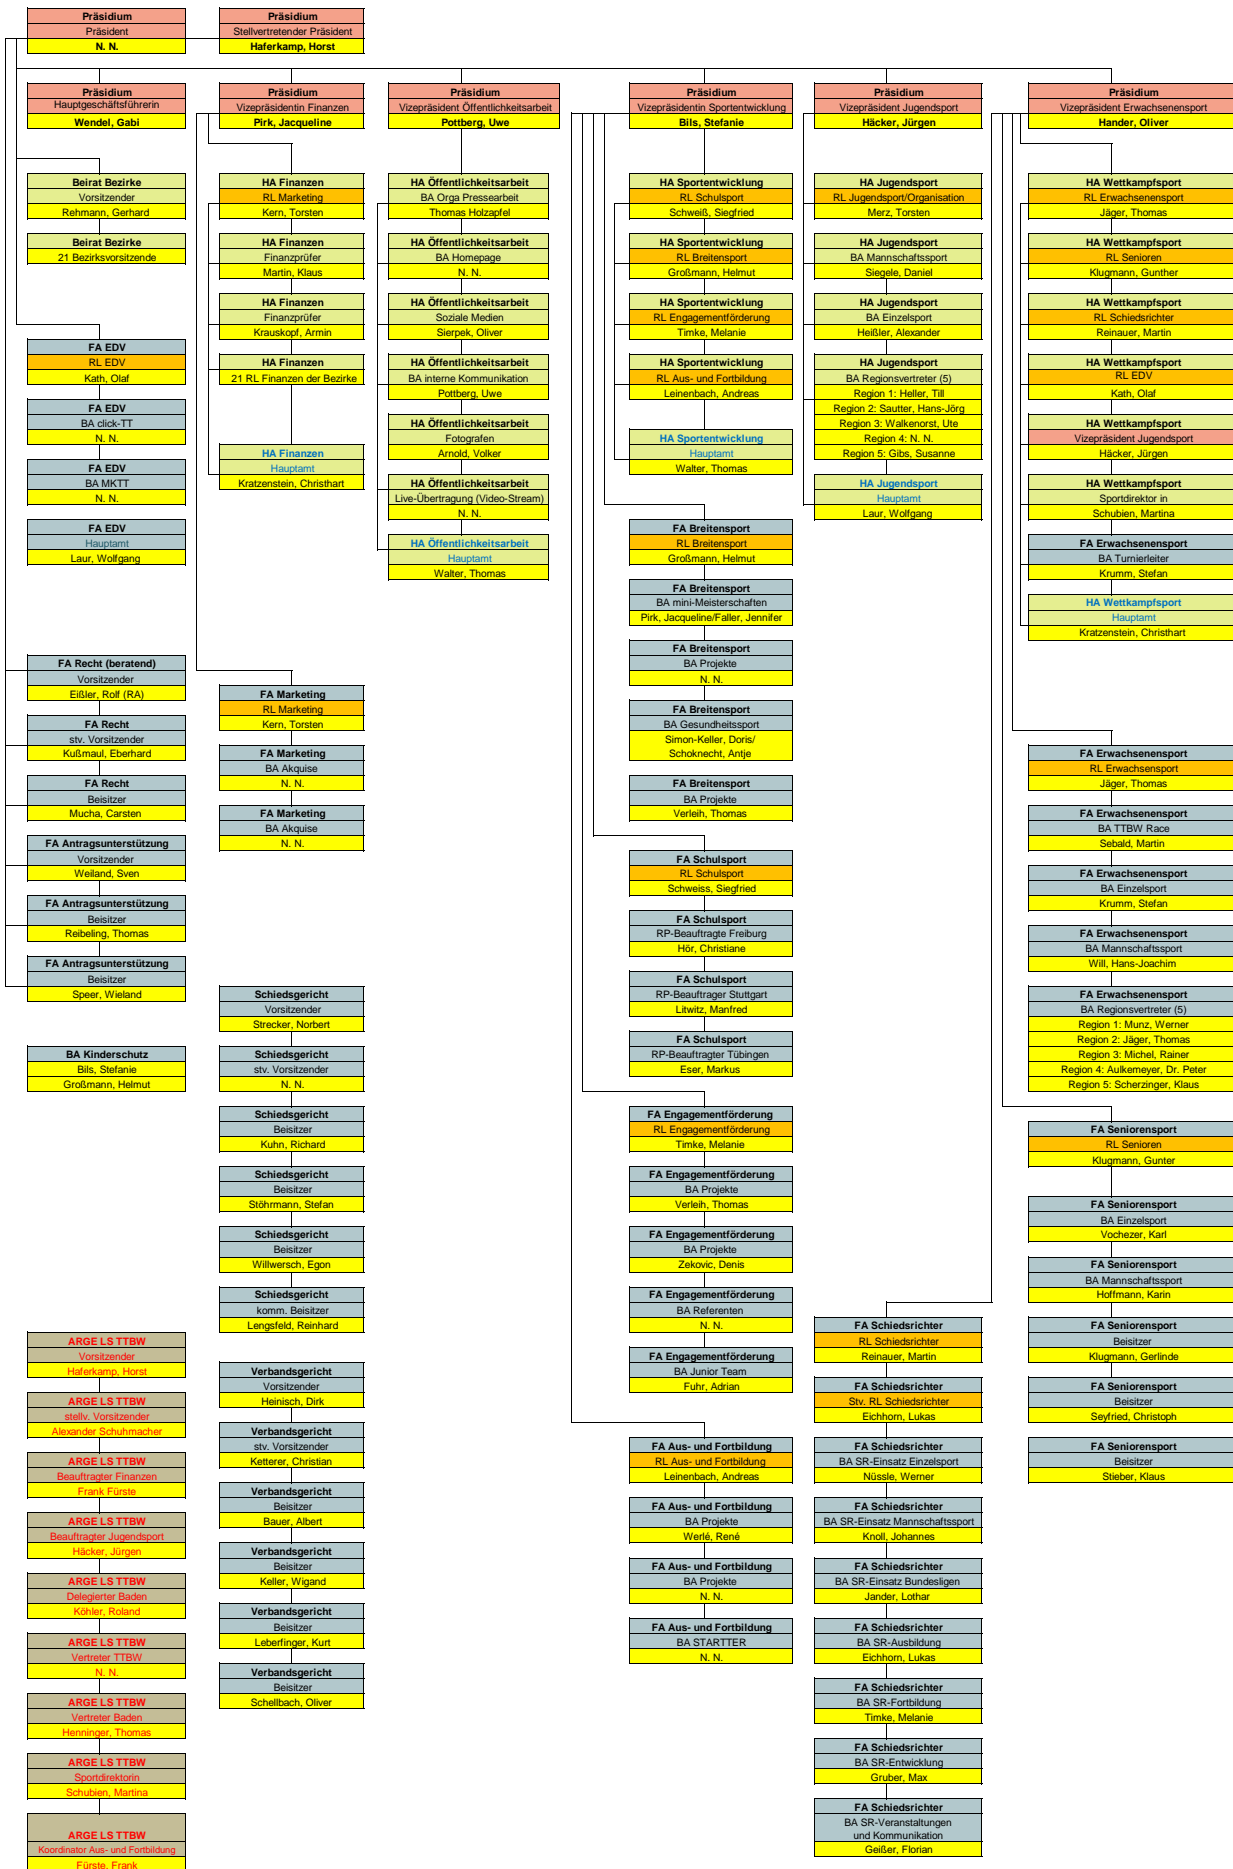 Präsidium
Präsident
N. N.
Präsidium
Stellvertretender Präsident
Haferkamp, Horst
Präsidium
Hauptgeschäftsführerin
Wendel, Gabi
Präsidium
Vizepräsidentin Finanzen
Pirk, Jacqueline
Präsidium
Vizepräsident Öffentlichkeitsarbeit
Pottberg, Uwe
Präsidium
Vizepräsidentin Sportentwicklung
Bils, Stefanie
Präsidium
Vizepräsident Jugendsport
Häcker, Jürgen
Präsidium
Vizepräsident Erwachsenensport
Hander, Oliver
Beirat Bezirke
Vorsitzender
Rehmann, Gerhard
Beirat Bezirke
21 Bezirksvorsitzende
FA EDV
RL EDV
Kath, Olaf
FA EDV
BA click-TT
N. N.
FA EDV
BA MKTT
N. N.
FA EDV
Hauptamt
Laur, Wolfgang
FA Recht (beratend)
Vorsitzender
Eißler, Rolf (RA)
FA Recht
stv. Vorsitzender
Kußmaul, Eberhard
FA Recht
Beisitzer
Mucha, Carsten
FA Antragsunterstützung
Vorsitzender
Weiland, Sven
FA Antragsunterstützung
Beisitzer
Reibeling, Thomas
FA Antragsunterstützung
Beisitzer
Speer, Wieland
BA Kinderschutz
Bils, Stefanie
Großmann, Helmut
ARGE LS TTBW
Vorsitzender
Haferkamp, Horst
ARGE LS TTBW
stellv. Vorsitzender
Alexander Schuhmacher
ARGE LS TTBW
Beauftragter Finanzen
Frank Fürste
ARGE LS TTBW
Beauftragter Jugendsport
Häcker, Jürgen
ARGE LS TTBW
Delegierter Baden
Köhler, Roland
ARGE LS TTBW
Vertreter TTBW
N. N.
ARGE LS TTBW
Vertreter Baden
Henninger, Thomas
ARGE LS TTBW
Sportdirektorin
Schubien, Martina
ARGE LS TTBW
Koordinator Aus- und Fortbildung
Fürste, Frank
HA Finanzen
RL Marketing
Kern, Torsten
HA Finanzen
Finanzprüfer
Martin, Klaus
HA Finanzen
Finanzprüfer
Krauskopf, Armin
HA Finanzen
21 RL Finanzen der Bezirke
HA Finanzen
Hauptamt
Kratzenstein, Christhart
FA Marketing
RL Marketing
Kern, Torsten
FA Marketing
BA Akquise
N. N.
FA Marketing
BA Akquise
N. N.
Schiedsgericht
Vorsitzender
Strecker, Norbert
Schiedsgericht
stv. Vorsitzender
N. N.
Schiedsgericht
Beisitzer
Kuhn, Richard
Schiedsgericht
Beisitzer
Stöhrmann, Stefan
Schiedsgericht
Beisitzer
Willwersch, Egon
Schiedsgericht
komm. Beisitzer
Lengsfeld, Reinhard
Verbandsgericht
Vorsitzender
Heinisch, Dirk
Verbandsgericht
stv. Vorsitzender
Ketterer, Christian
Verbandsgericht
Beisitzer
Bauer, Albert
Verbandsgericht
Beisitzer
Keller, Wigand
Verbandsgericht
Beisitzer
Leberfinger, Kurt
Verbandsgericht
Beisitzer
Schellbach, Oliver
HA Öffentlichkeitsarbeit
BA Orga Pressearbeit
Thomas Holzapfel
HA Öffentlichkeitsarbeit
BA Homepage
N. N.
HA Öffentlichkeitsarbeit
Soziale Medien
Sierpek, Oliver
HA Öffentlichkeitsarbeit
BA interne Kommunikation
Pottberg, Uwe
HA Öffentlichkeitsarbeit
Fotografen
Arnold, Volker
HA Öffentlichkeitsarbeit
Live-Übertragung (Video-Stream)
N. N.
HA Öffentlichkeitsarbeit
Hauptamt
Walter, Thomas
HA Sportentwicklung
RL Schulsport
Schweiß, Siegfried
HA Sportentwicklung
RL Breitensport
Großmann, Helmut
HA Sportentwicklung
RL Engagementförderung
Timke, Melanie
HA Sportentwicklung
RL Aus- und Fortbildung
Leinenbach, Andreas
HA Sportentwicklung
Hauptamt
Walter, Thomas
FA Breitensport
RL Breitensport
Großmann, Helmut
FA Breitensport
BA mini-Meisterschaften
Pirk, Jacqueline/Faller, Jennifer
FA Breitensport
BA Projekte
N. N.
FA Breitensport
BA Gesundheitssport
Simon-Keller, Doris/
Schoknecht, Antje
FA Breitensport
BA Projekte
Verleih, Thomas
FA Schulsport
RL Schulsport
Schweiss, Siegfried
FA Schulsport
RP-Beauftragte Freiburg
Hör, Christiane
FA Schulsport
RP-Beauftrager Stuttgart
Litwitz, Manfred
FA Schulsport
RP-Beauftragter Tübingen
Eser, Markus
FA Engagementförderung
RL Engagementförderung
Timke, Melanie
FA Engagementförderung
BA Projekte
Verleih, Thomas
FA Engagementförderung
BA Projekte
Zekovic, Denis
FA Engagementförderung
BA Referenten
N. N.
FA Engagementförderung
BA Junior Team
Fuhr, Adrian
FA Aus- und Fortbildung
RL Aus- und Fortbildung
Leinenbach, Andreas
FA Aus- und Fortbildung
BA Projekte
Werlé, René
FA Aus- und Fortbildung
BA Projekte
N. N.
FA Aus- und Fortbildung
BA STARTTER
N. N.
HA Jugendsport
RL Jugendsport/Organisation
Merz, Torsten
HA Jugendsport
BA Mannschaftssport
Siegele, Daniel
HA Jugendsport
BA Einzelsport
Heißler, Alexander
HA Jugendsport
BA Regionsvertreter (5)
Region 1: Heller, Till
Region 2: Sautter, Hans-Jörg
Region 3: Walkenorst, Ute
Region 4: N. N.
Region 5: Gibs, Susanne
HA Jugendsport
Hauptamt
Laur, Wolfgang
FA Schiedsrichter
RL Schiedsrichter
Reinauer, Martin
FA Schiedsrichter
Stv. RL Schiedsrichter
Eichhorn, Lukas
FA Schiedsrichter
BA SR-Einsatz Einzelsport
Nüssle, Werner
FA Schiedsrichter
BA SR-Einsatz Mannschaftssport
Knoll, Johannes
FA Schiedsrichter
BA SR-Einsatz Bundesligen
Jander, Lothar
FA Schiedsrichter
BA SR-Ausbildung
Eichhorn, Lukas
FA Schiedsrichter
BA SR-Fortbildung
Timke, Melanie
FA Schiedsrichter
BA SR-Entwicklung
Gruber, Max
FA Schiedsrichter
BA SR-Veranstaltungen
und Kommunikation
Geißer, Florian
HA Wettkampfsport
RL Erwachsenensport
Jäger, Thomas
HA Wettkampfsport
RL Senioren
Klugmann, Gunther
HA Wettkampfsport
RL Schiedsrichter
Reinauer, Martin
HA Wettkampfsport
RL EDV
Kath, Olaf
HA Wettkampfsport
Vizepräsident Jugendsport
Häcker, Jürgen
HA Wettkampfsport
Sportdirektor in
Schubien, Martina
FA Erwachsenensport
BA Turnierleiter
Krumm, Stefan
HA Wettkampfsport
Hauptamt
Kratzenstein, Christhart
FA Erwachsenensport
RL Erwachsensport
Jäger, Thomas
FA Erwachsenensport
BA TTBW Race
Sebald, Martin
FA Erwachsenensport
BA Einzelsport
Krumm, Stefan
FA Erwachsenensport
BA Mannschaftssport
Will, Hans-Joachim
FA Erwachsenensport
BA Regionsvertreter (5)
Region 1: Munz, Werner
Region 2: Jäger, Thomas
Region 3: Michel, Rainer
Region 4: Aulkemeyer, Dr. Peter
Region 5: Scherzinger, Klaus
FA Seniorensport
RL Senioren
Klugmann, Gunter
FA Seniorensport
BA Einzelsport
Vochezer, Karl
FA Seniorensport
BA Mannschaftssport
Hoffmann, Karin
FA Seniorensport
Beisitzer
Klugmann, Gerlinde
FA Seniorensport
Beisitzer
Seyfried, Christoph
FA Seniorensport
Beisitzer
Stieber, Klaus